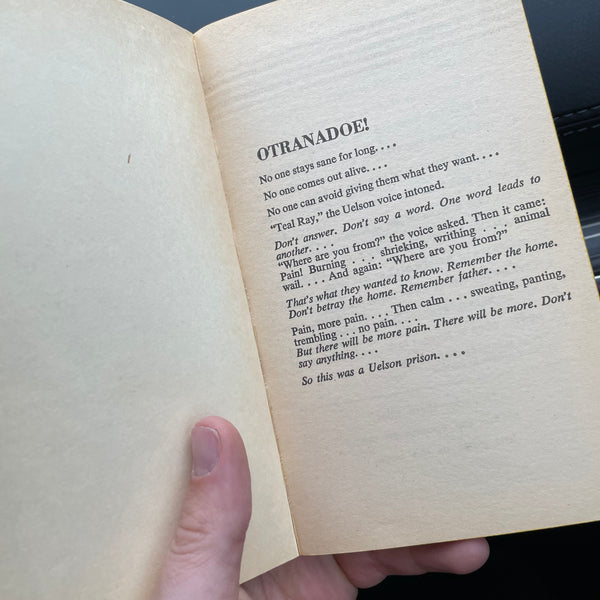 OTRANADOE!
No one stays sane for long. . . .
No one comes out alive. . . .
No one can avoid giving them what they want. . . .
"Teal Ray," the Uelson voice intoned.
Don't answer. Don't say a word. One word leads to
another. . . .
"Where are you from?" the voice asked. Then it came:
Pain! Burning . . . shrieking, writhing . . . animal
wail. . . . And again: "Where are you from?"
That's what they wanted to know. Remember the home.
Don't betray the home. Remember father. . . .
Pain, more pain. . . . Then calm . . . sweating, panting,
trembling . . . no pain. . . .
But there will be more pain. There will be more. Don't
say anything. . . .
So this was a Uelson prison. . . .